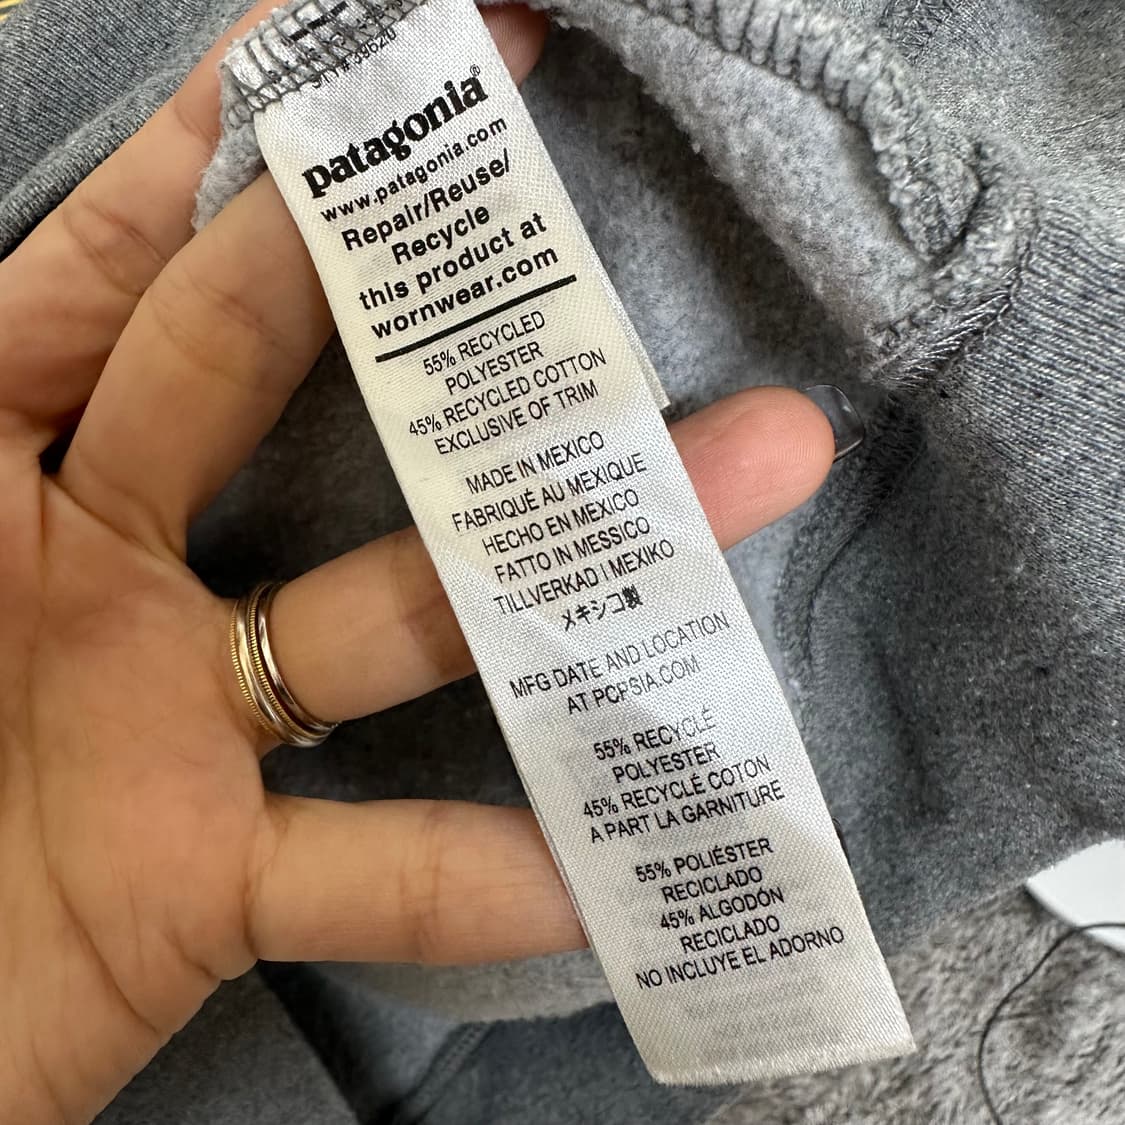 patagonia®
www.patagonia.com
Repair/Reuse/
Recycle
this product at
wornwear.com
55% RECYCLED
POLYESTER
45% RECYCLED COTTON
EXCLUSIVE OF TRIM
MADE IN MEXICO
FABRIQUÉ AU MEXIQUE
HECHO EN MEXICO
FATTO IN MESSICO
TILLVERKAD I MEXIKO
メキシコ製
MFG DATE AND LOCATION
AT PCPSIA.COM
55% RECYCLÉ
POLYESTER
45% RECYCLÉ COTON
A PART LA GARNITURE
55% POLIÉSTER
RECICLADO
45% ALGODÓN
RECICLADO
NO INCLUYE EL ADORNO